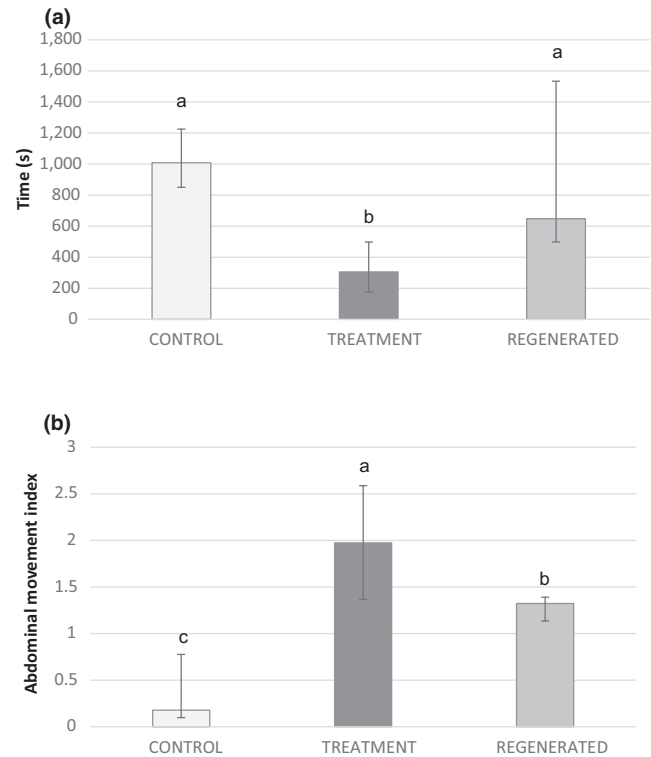 (a)
1,800
1,600
1,400
1,200
1,000
800
600
400
200
0
Time (s)
a
b
a
CONTROL TREATMENT REGENERATED
(b)
3
2.5
2
1.5
1
0.5
0
Abdominal movement index
c
a
b
CONTROL TREATMENT REGENERATED